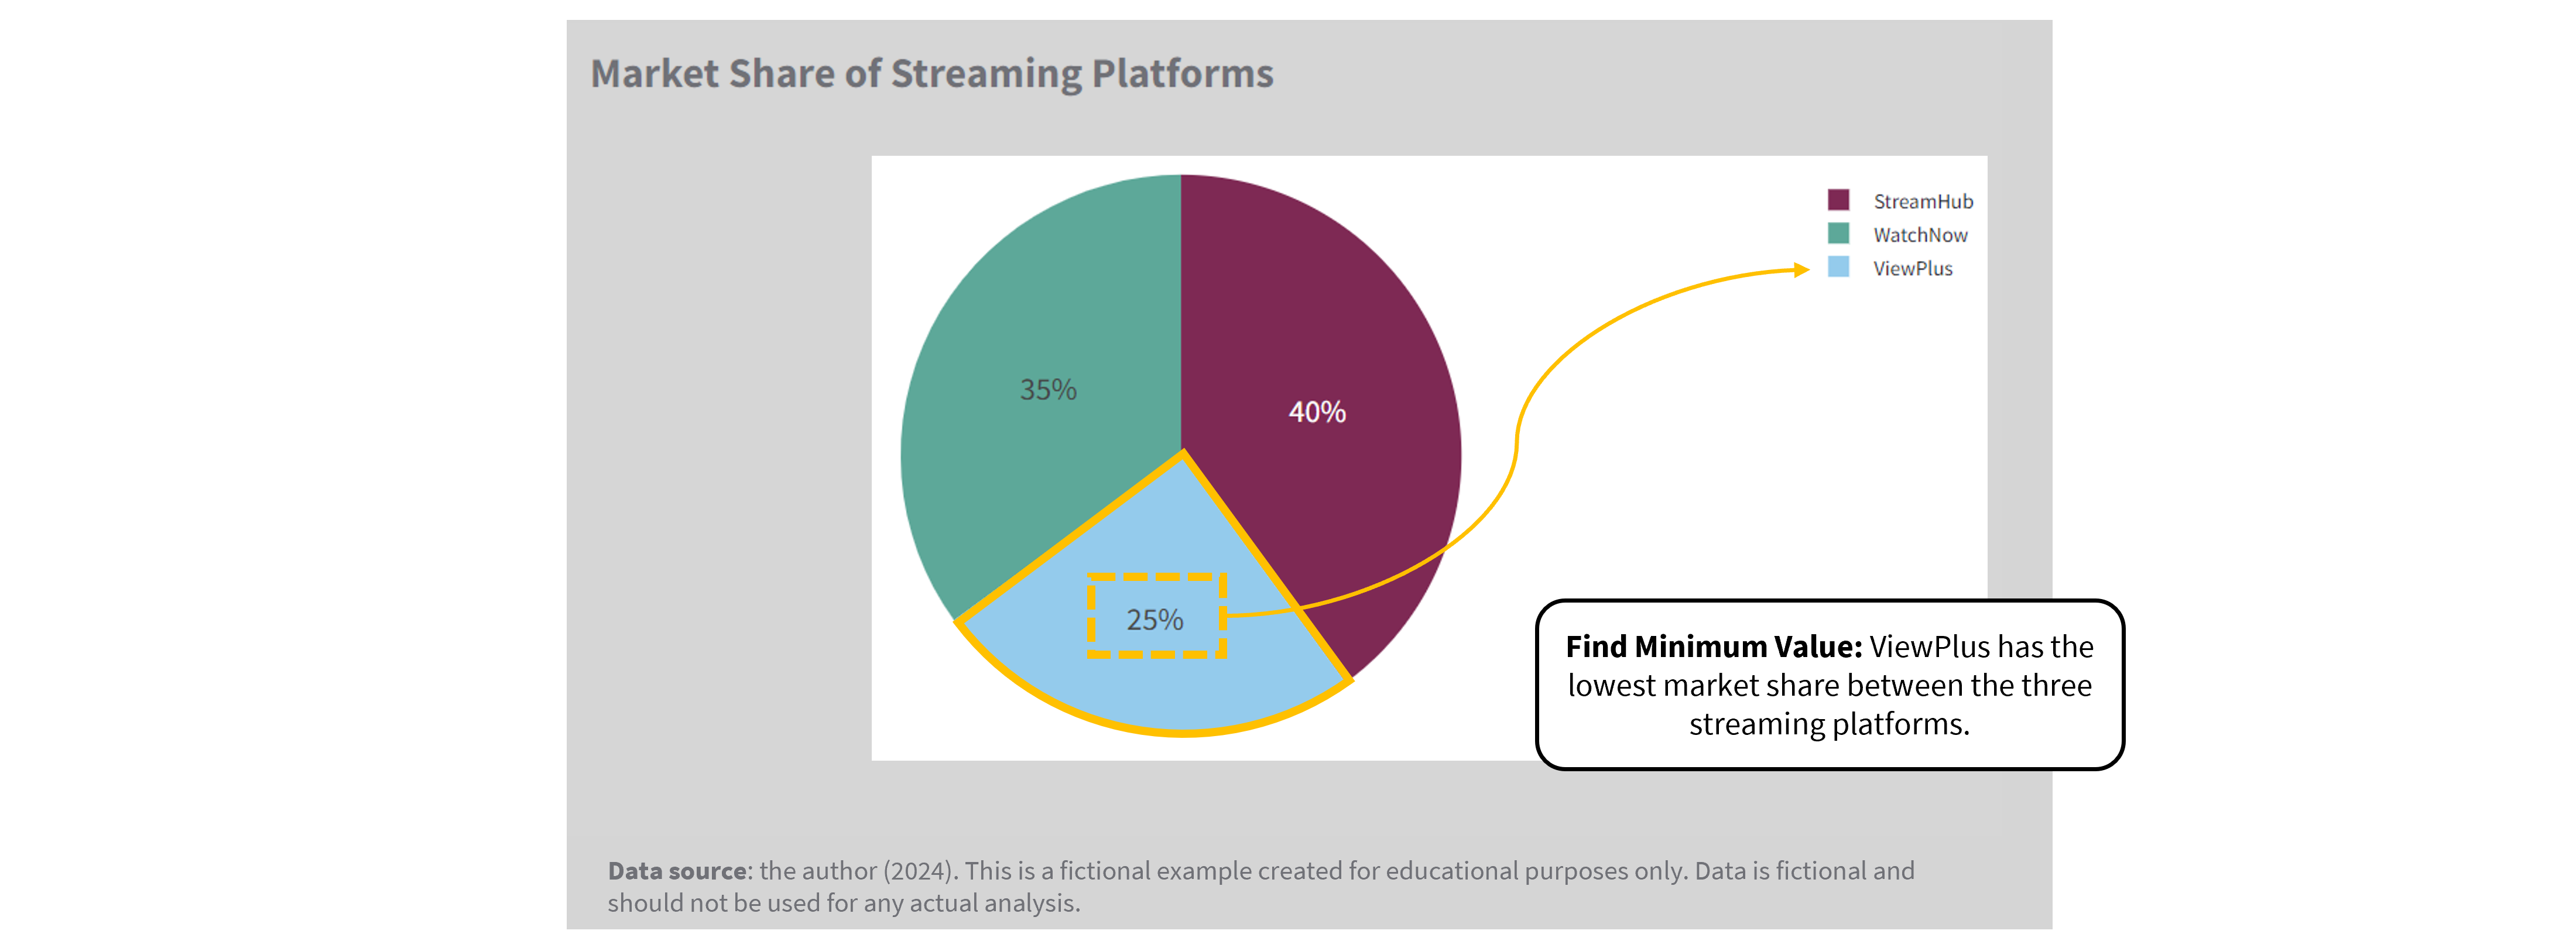 Market Share of Streaming Platforms
StreamHub
WatchNow
ViewPlus
35%
40%
25%
Find Minimum Value: ViewPlus has the
lowest market share between the three
streaming platforms.
Data source: the author (2024). This is a fictional example created for educational purposes only. Data is fictional and
should not be used for any actual analysis.